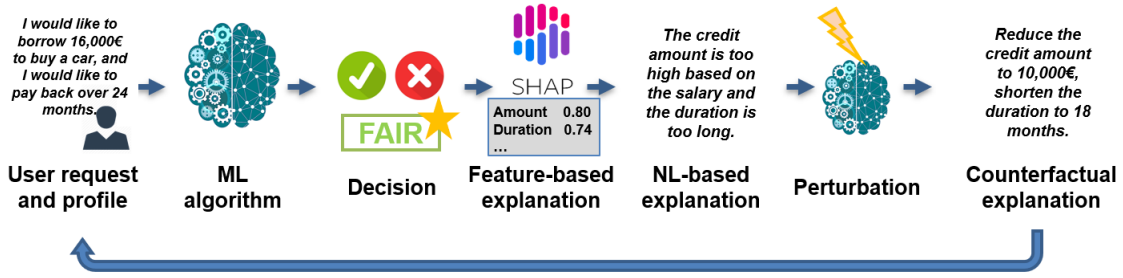 I would like to
borrow 16,000€
to buy a car, and
I would like to
pay back over 24
months.
User request
and profile
ML
algorithm
FAIR
Decision
SHAP
Amount 0.80
Duration 0.74
...
Feature-based
explanation
The credit
amount is too
high based on
the salary and
the duration is
too long.
NL-based
explanation
Perturbation
Reduce the
credit amount
to 10,000€,
shorten the
duration to 18
months.
Counterfactual
explanation